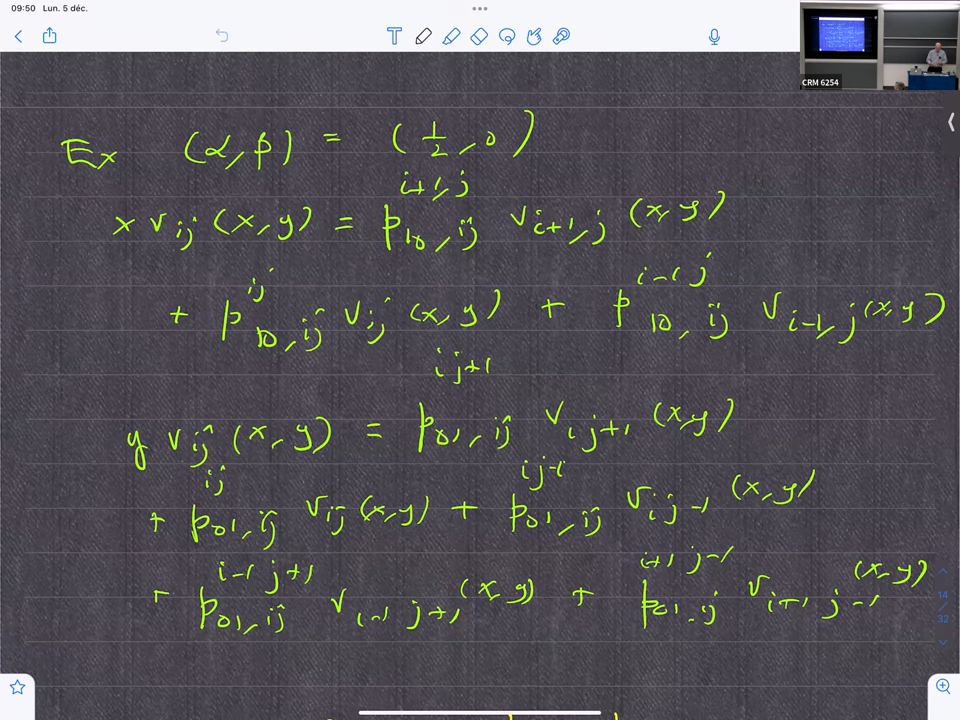 09:50 Lun. 5 déc.
CRM 6254
Ex (α, β) = (1/2, 0)
i+1, j
x v_ij (x, y) = p_10, ij v_i+1, j (x, y)
ij i-1 j
+ p_10, ij v_ij (x, y) + p_10, ij v_i-1, j (x, y)
i j+1
y v_ij (x, y) = p_01, ij v_i j+1 (x, y)
ij ij-1
+ p_01, ij v_ij (x, y) + p_01, ij v_i j-1 (x, y)
i-1 j+1 i+1 j-1
+ p_01, ij v_i-1 j+1 (x, y) + p_01, ij v_i+1 j-1 (x, y)
14
/
32